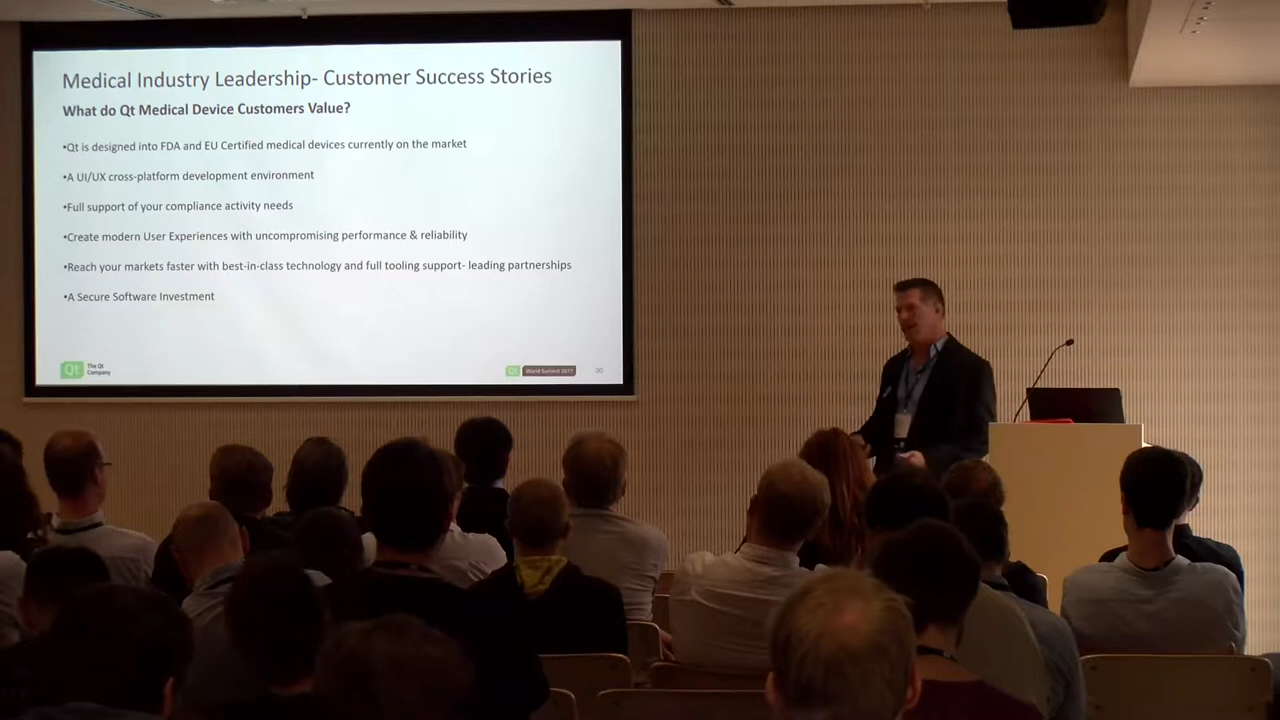 Medical Industry Leadership- Customer Success Stories
What do Qt Medical Device Customers Value?
•Qt is designed into FDA and EU Certified medical devices currently on the market
•A UI/UX cross-platform development environment
•Full support of your compliance activity needs
•Create modern User Experiences with uncompromising performance & reliability
•Reach your markets faster with best-in-class technology and full tooling support- leading partnerships
•A Secure Software Investment
Qt The Qt
Company
Qt World Summit 2017 30